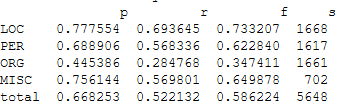 p r f s
LOC 0.777554 0.693645 0.733207 1668
PER 0.688906 0.568336 0.622840 1617
ORG 0.445386 0.284768 0.347411 1661
MISC 0.756144 0.569801 0.649878 702
total 0.668253 0.522132 0.586224 5648